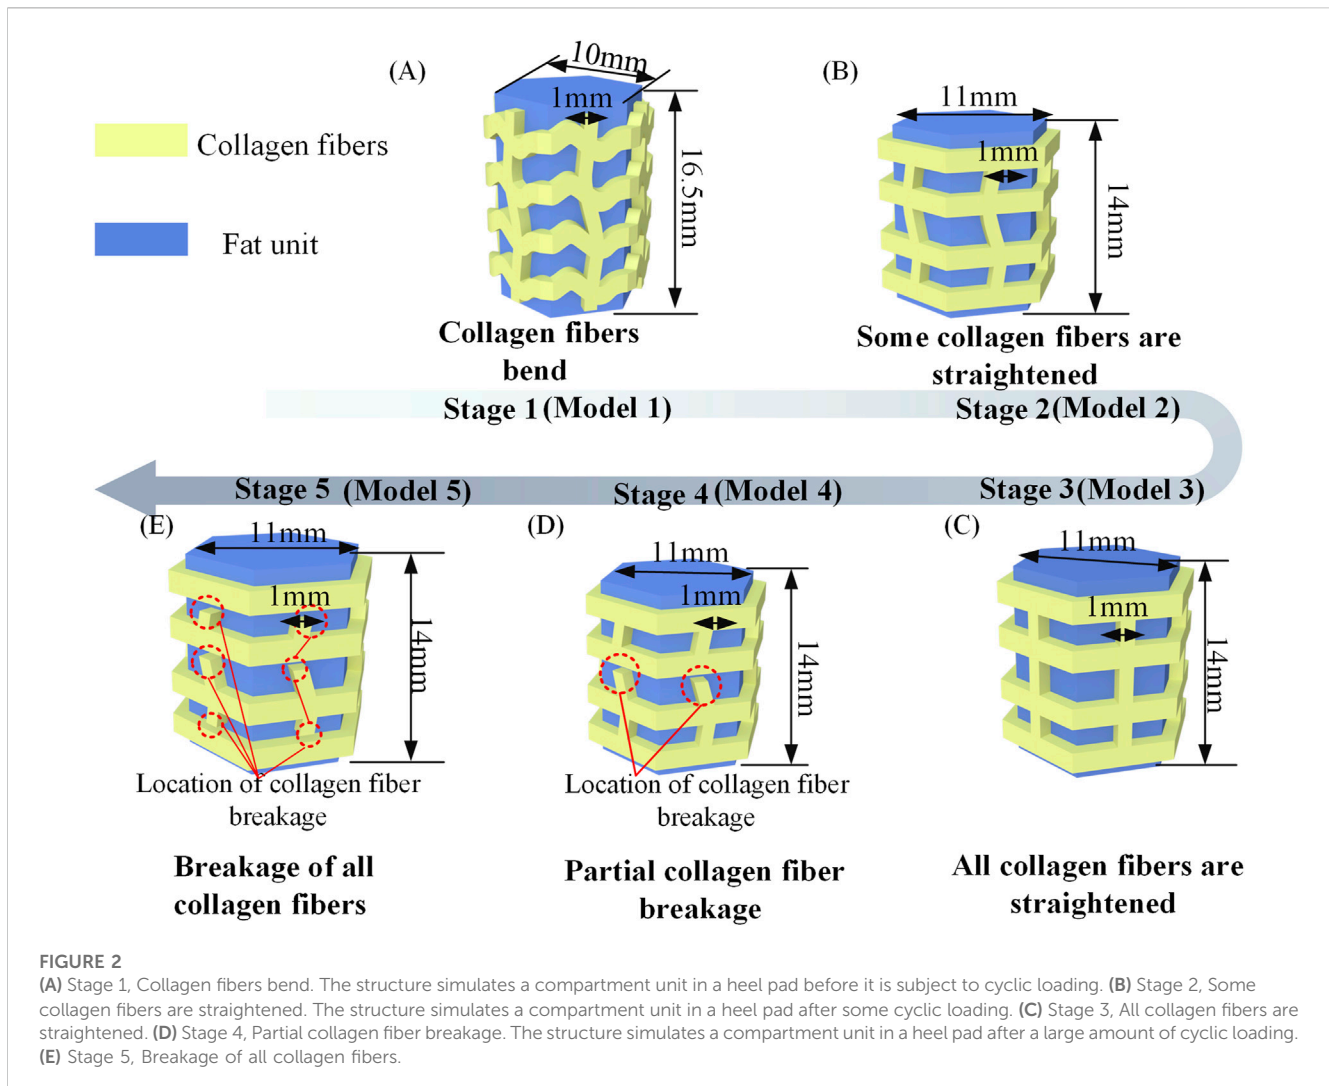 (A)
10mm
1mm
16.5mm
Collagen fibers
Fat unit
Collagen fibers
bend
(B)
11mm
1mm
14mm
Some collagen fibers are
straightened
Stage 1 (Model 1)
Stage 2 (Model 2)
Stage 5 (Model 5)
Stage 4 (Model 4)
Stage 3 (Model 3)
(E)
11mm
1mm
14mm
Location of collagen fiber
breakage
Breakage of all
collagen fibers
(D)
11mm
1mm
14mm
Location of collagen fiber
breakage
Partial collagen fiber
breakage
(C)
11mm
1mm
14mm
All collagen fibers are
straightened
FIGURE 2
(A) Stage 1, Collagen fibers bend. The structure simulates a compartment unit in a heel pad before it is subject to cyclic loading. (B) Stage 2, Some
collagen fibers are straightened. The structure simulates a compartment unit in a heel pad after some cyclic loading. (C) Stage 3, All collagen fibers are
straightened. (D) Stage 4, Partial collagen fiber breakage. The structure simulates a compartment unit in a heel pad after a large amount of cyclic loading.
(E) Stage 5, Breakage of all collagen fibers.